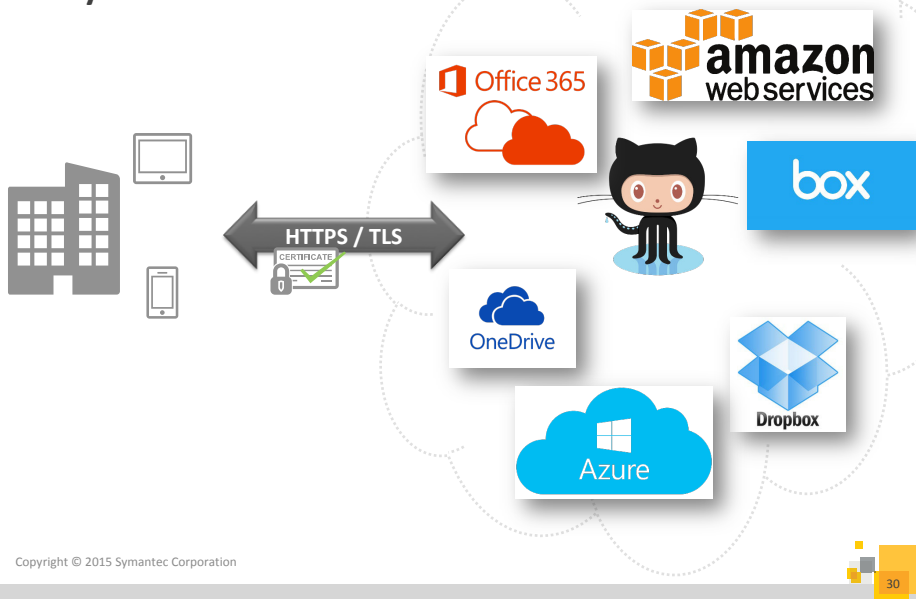 Office 365
amazon
web services
box
HTTPS / TLS
CERTIFICATE
OneDrive
Dropbox
Azure
Copyright © 2015 Symantec Corporation
30